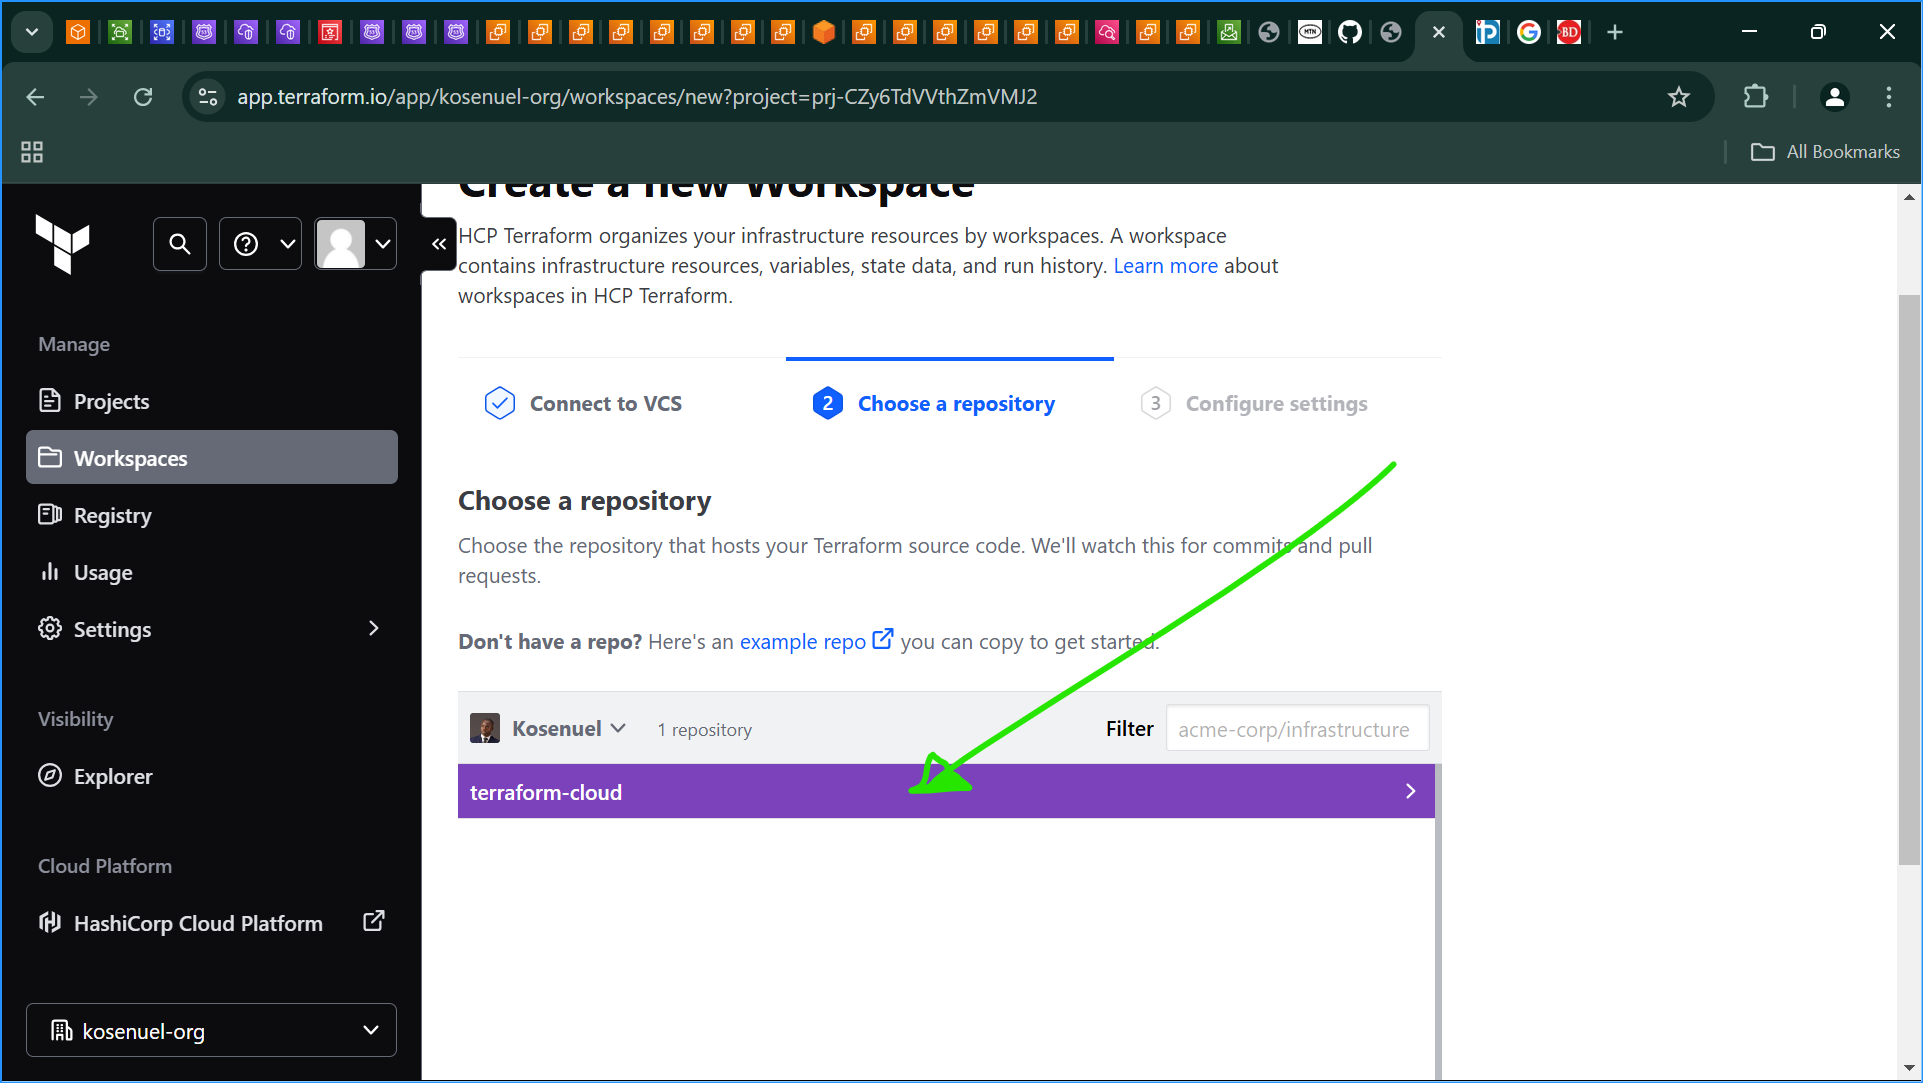 MTN
BD
app.terraform.io/app/kosenuel-org/workspaces/new?project=prj-CZy6TdVVthZmVMJ2
All Bookmarks
Create a new Workspace
HCP Terraform organizes your infrastructure resources by workspaces. A workspace
contains infrastructure resources, variables, state data, and run history. Learn more about
workspaces in HCP Terraform.
Manage
Projects
Workspaces
Registry
Usage
Settings
Visibility
Explorer
Cloud Platform
HashiCorp Cloud Platform
kosenuel-org
Connect to VCS
2 Choose a repository
3 Configure settings
Choose a repository
Choose the repository that hosts your Terraform source code. We'll watch this for commits and pull
requests.
Don't have a repo? Here's an example repo you can copy to get started.
Kosenuel 1 repository Filter acme-corp/infrastructure
terraform-cloud